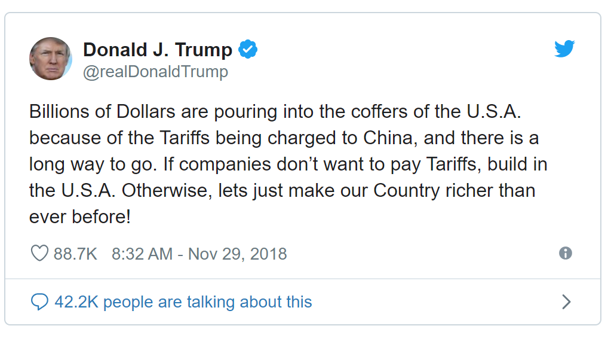 Donald J. Trump
@realDonaldTrump
Billions of Dollars are pouring into the coffers of the U.S.A.
because of the Tariffs being charged to China, and there is a
long way to go. If companies don’t want to pay Tariffs, build in
the U.S.A. Otherwise, lets just make our Country richer than
ever before!
88.7K 8:32 AM - Nov 29, 2018
42.2K people are talking about this